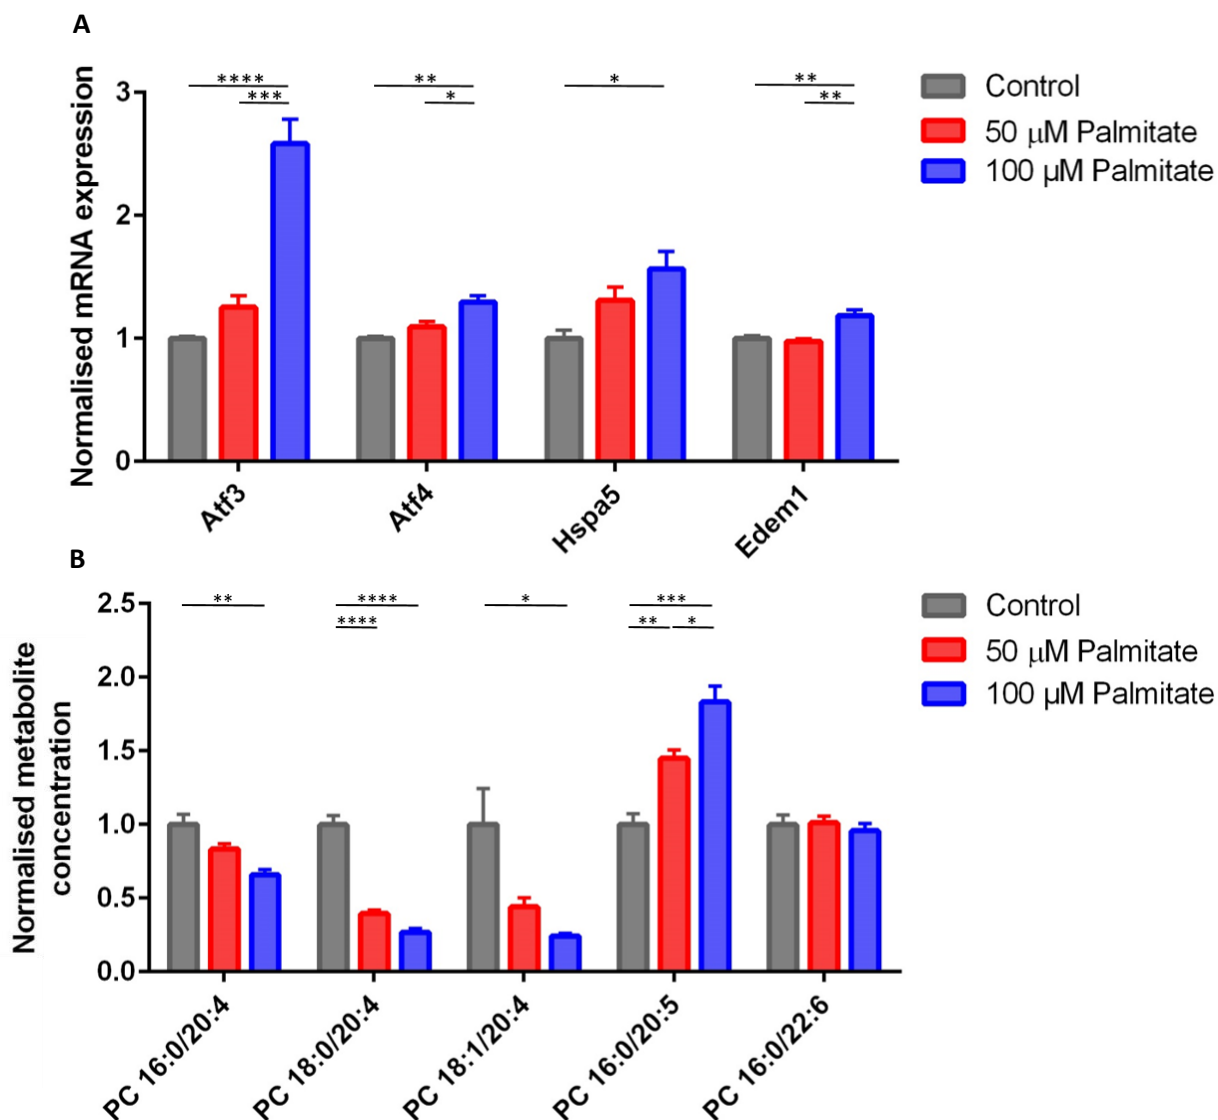 A
Normalised mRNA expression
3
2
1
0
**** ** * **
*** * **
Atf3 Atf4 Hspa5 Edem1
Control
50 μM Palmitate
100 µM Palmitate
B
Normalised metabolite
concentration
2.5
2.0
1.5
1.0
0.5
0.0
** **** * ***
**** ** *
PC 16:0/20:4 PC 18:0/20:4 PC 18:1/20:4 PC 16:0/20:5 PC 16:0/22:6
Control
50 μM Palmitate
100 µM Palmitate